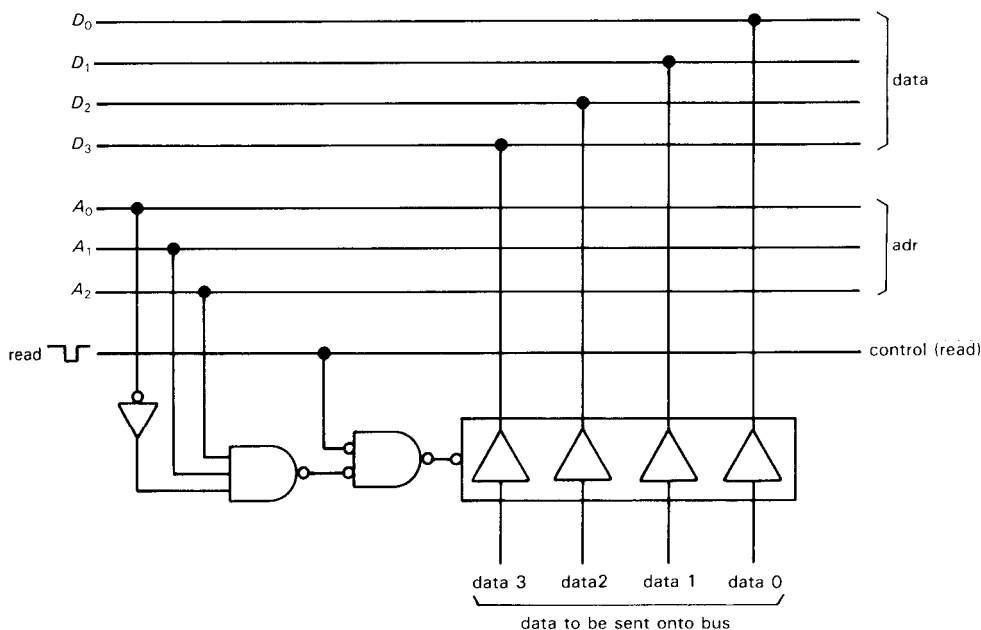 D₀
D₁
D₂
D₃
data
A₀
A₁
A₂
adr
read
control (read)
data 3 data2 data 1 data 0
data to be sent onto bus